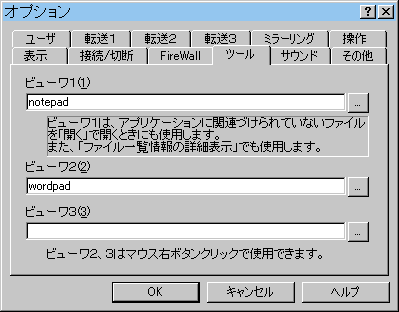 オプション
ユーザ 転送1 転送2 転送3 ミラーリング 操作
表示 接続/切断 FireWall ツール サウンド その他
ビューワ1(1)
notepad ...
ビューワ1は、アプリケーションに関連づけられていないファイル
を「開く」で開くときにも使用します。
また、「ファイル一覧情報の詳細表示」でも使用します。
ビューワ2(2)
wordpad ...
ビューワ3(3)
...
ビューワ2、3はマウス右ボタンクリックで使用できます。
OK キャンセル ヘルプ